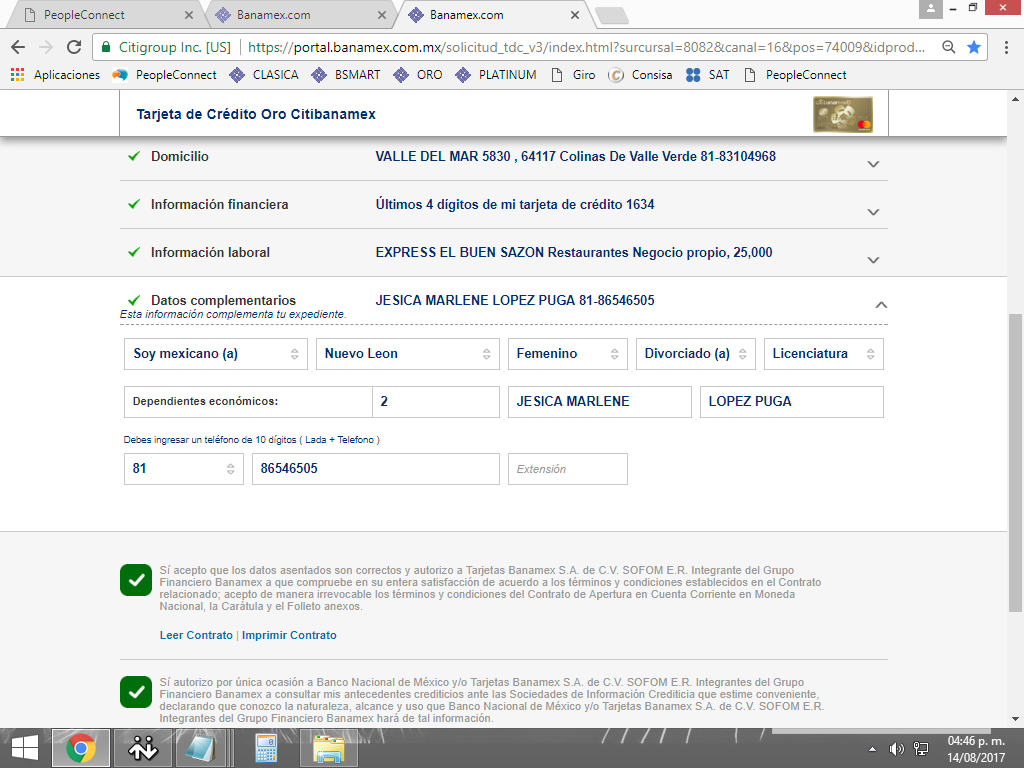 PeopleConnect
Banamex.com
Banamex.com
Citigroup Inc. [US] https://portal.banamex.com.mx/solicitud_tdc_v3/index.html?surcursal=8082&canal=16&pos=74009&idprod...
Aplicaciones PeopleConnect CLASICA BSMART ORO PLATINUM Giro Consisa SAT PeopleConnect
Tarjeta de Crédito Oro Citibanamex
Domicilio VALLE DEL MAR 5830 , 64117 Colinas De Valle Verde 81-83104968
Información financiera Últimos 4 dígitos de mi tarjeta de crédito 1634
Información laboral EXPRESS EL BUEN SAZON Restaurantes Negocio propio, 25,000
Datos complementarios JESICA MARLENE LOPEZ PUGA 81-86546505
Esta información complementa tu expediente.
Soy mexicano (a) Nuevo Leon Femenino Divorciado (a) Licenciatura
Dependientes económicos: 2 JESICA MARLENE LOPEZ PUGA
Debes ingresar un teléfono de 10 dígitos ( Lada + Telefono )
81 86546505 Extensión
Sí acepto que los datos asentados son correctos y autorizo a Tarjetas Banamex S.A. de C.V. SOFOM E.R. Integrante del Grupo
Financiero Banamex a que compruebe en su entera satisfacción de acuerdo a los términos y condiciones establecidos en el Contrato
relacionado; acepto de manera irrevocable los términos y condiciones del Contrato de Apertura en Cuenta Corriente en Moneda
Nacional, la Carátula y el Folleto anexos.
Leer Contrato | Imprimir Contrato
Sí autorizo por única ocasión a Banco Nacional de México y/o Tarjetas Banamex S.A. de C.V. SOFOM E.R. Integrantes del Grupo
Financiero Banamex a consultar mis antecedentes crediticios ante las Sociedades de Información Crediticia que estime conveniente,
declarando que conozco la naturaleza, alcance y uso que Banco Nacional de México y/o Tarjetas Banamex S.A. de C.V. SOFOM E.R.
Integrantes del Grupo Financiero Banamex hará de tal información.
04:46 p. m.
14/08/2017